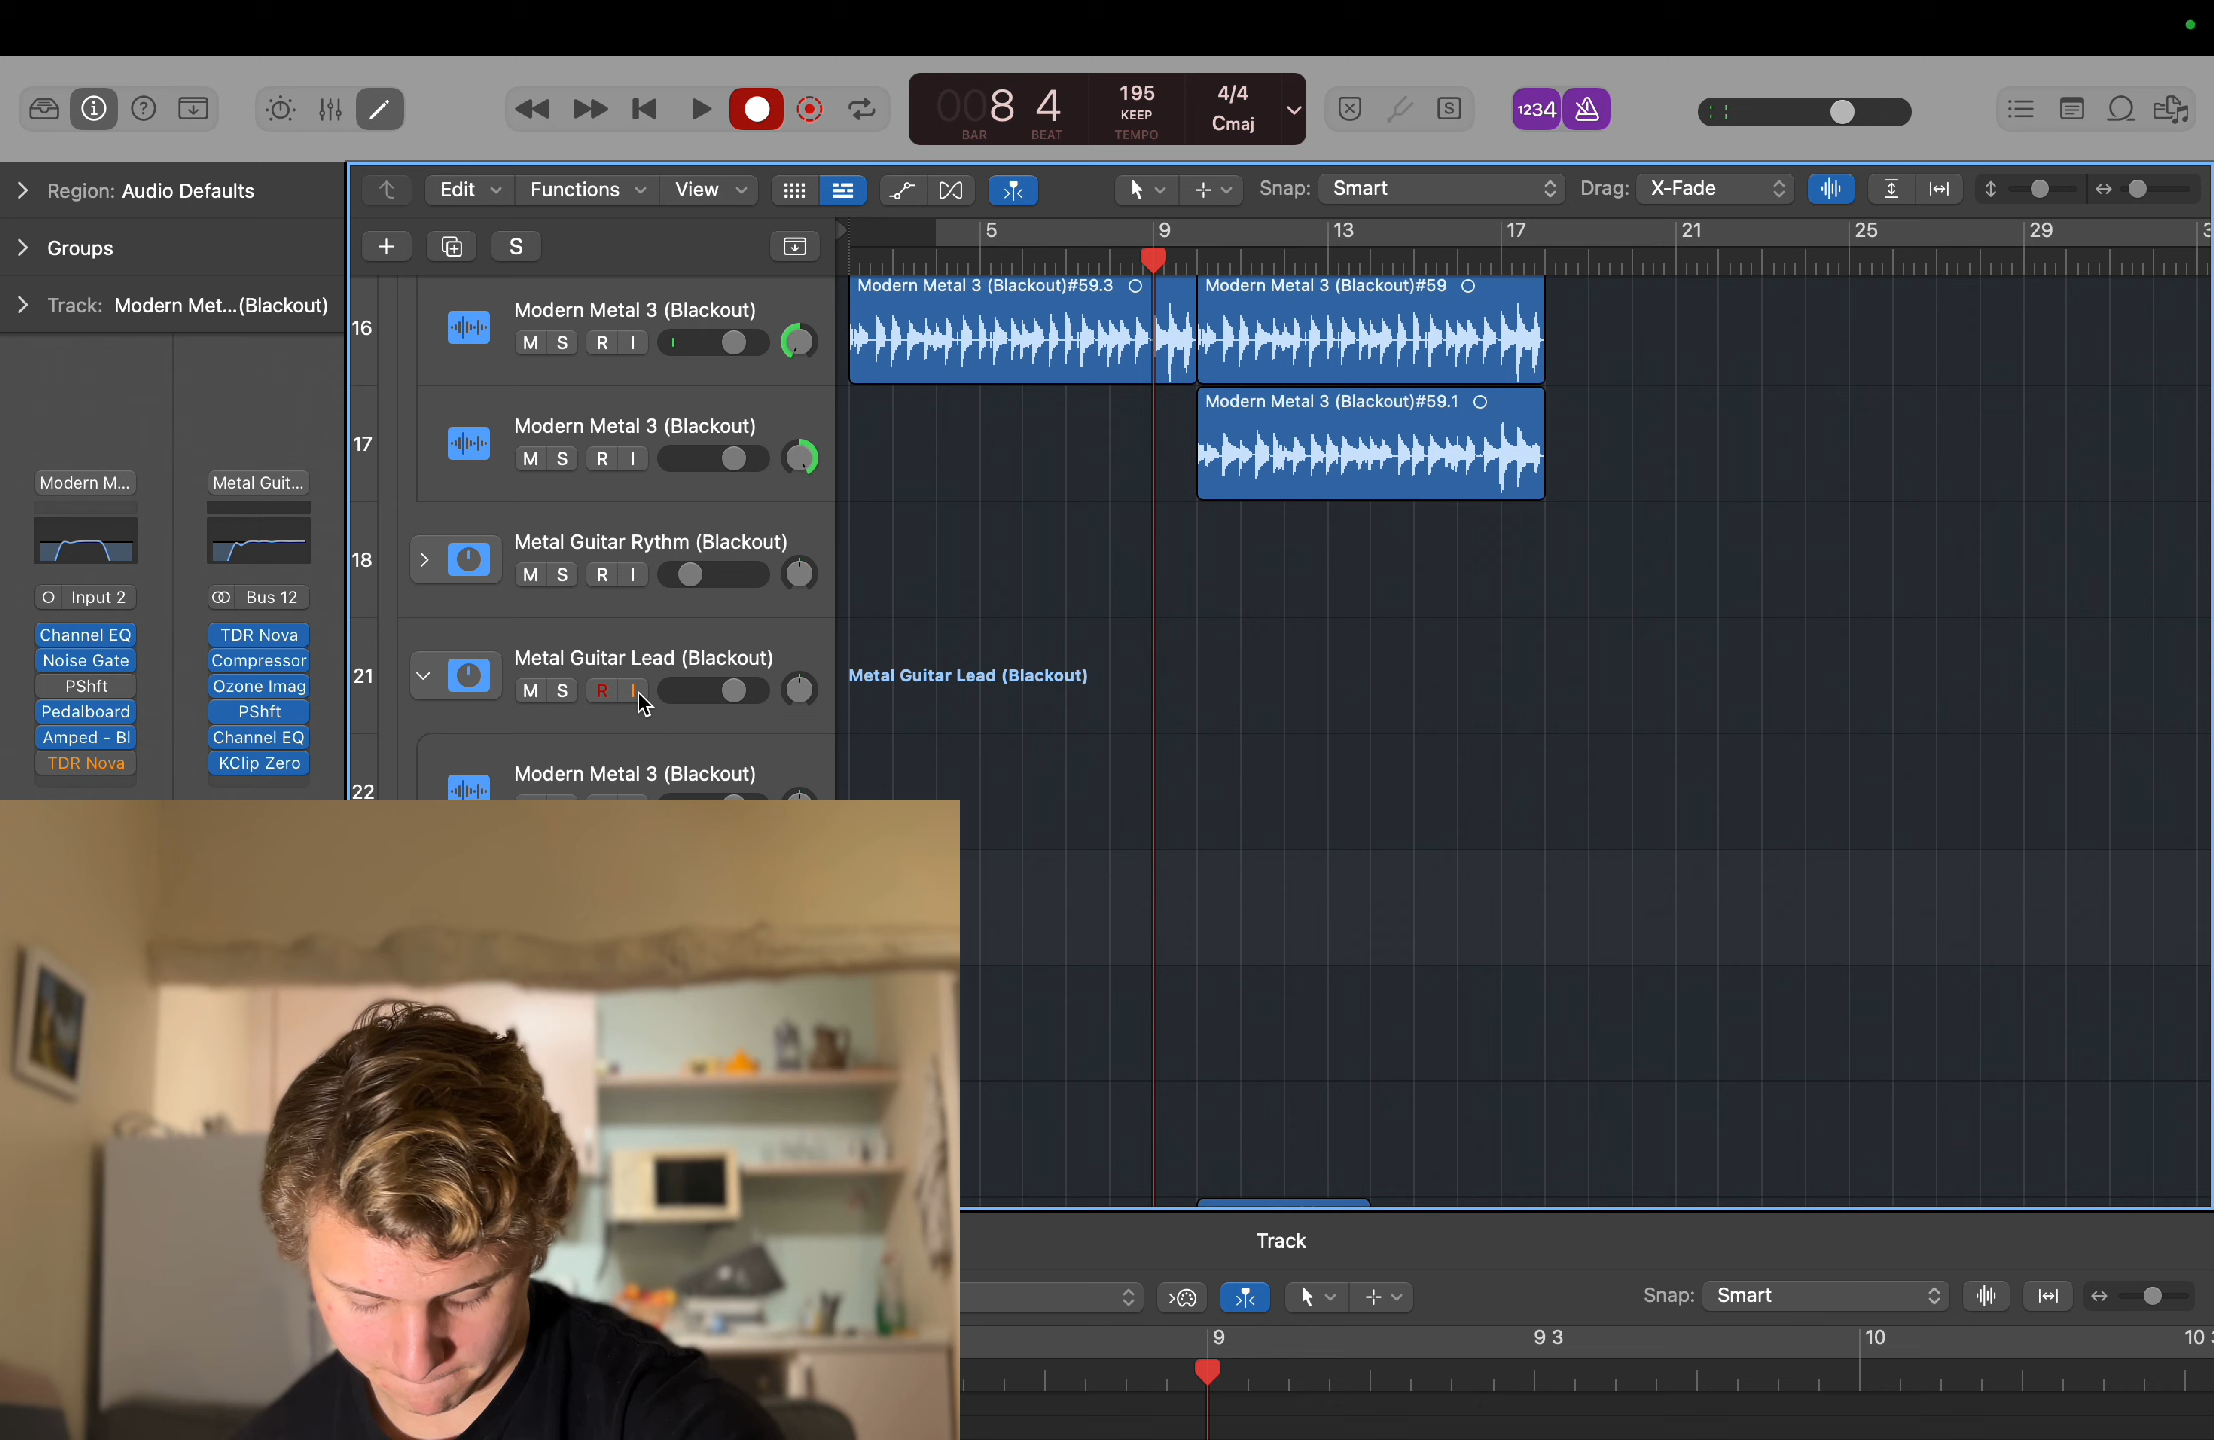 008 4
BAR BEAT
195
KEEP
TEMPO
4/4
Cmaj
S
1234
Region: Audio Defaults
Groups
Track: Modern Met...(Blackout)
Edit
Functions
View
Snap: Smart
Drag: X-Fade
S
5 9 13 17 21 25 29
16
Modern Metal 3 (Blackout)
M S R I
Modern Metal 3 (Blackout)#59.3
Modern Metal 3 (Blackout)#59
17
Modern Metal 3 (Blackout)
M S R I
Modern Metal 3 (Blackout)#59.1
18
Metal Guitar Rythm (Blackout)
M S R I
21
Metal Guitar Lead (Blackout)
M S R I
Metal Guitar Lead (Blackout)
22
Modern Metal 3 (Blackout)
Modern M...
Input 2
Channel EQ
Noise Gate
PShft
Pedalboard
Amped - Bl
TDR Nova
Metal Guit...
Bus 12
TDR Nova
Compressor
Ozone Imag
PShft
Channel EQ
KClip Zero
Track
Snap: Smart
9 9 3 10